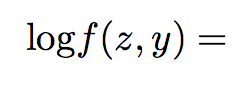 log f(z, y) =